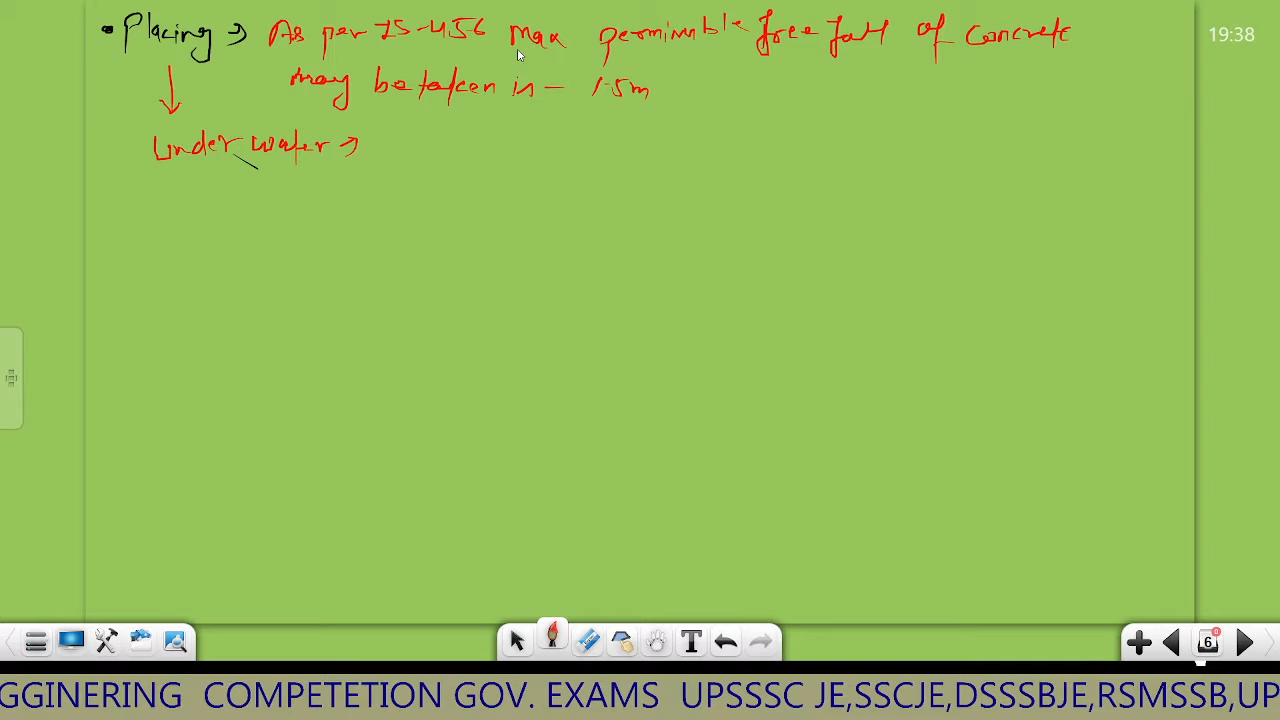 • Placing → As per IS-456 max permissible free fall of concrete
may be taken is - 1.5m
Under water →
19:38
6
GGINERING COMPETETION GOV. EXAMS UPSSSC JE,SSCJE,DSSSBJE,RSMSSB,UP